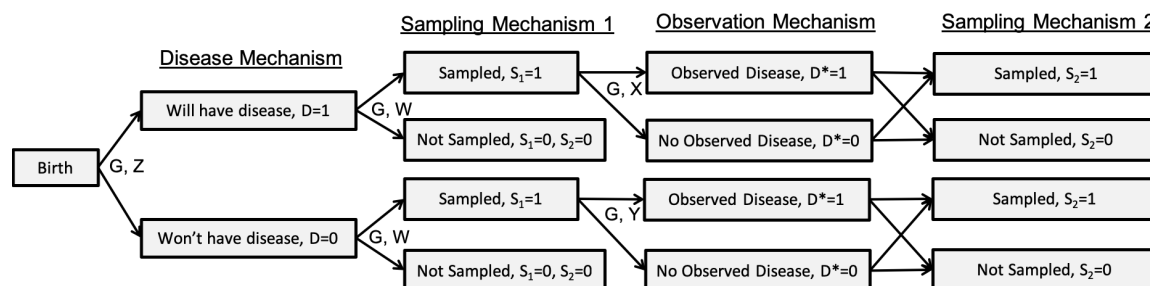 Sampling Mechanism 1
Observation Mechanism
Sampling Mechanism 2
Disease Mechanism
Sampled, S₁=1
Observed Disease, D*=1
Sampled, S₂=1
G, X
Will have disease, D=1
G, W
Not Sampled, S₁=0, S₂=0
No Observed Disease, D*=0
Not Sampled, S₂=0
Birth
G, Z
Sampled, S₁=1
Observed Disease, D*=1
Sampled, S₂=1
G, Y
Won't have disease, D=0
G, W
Not Sampled, S₁=0, S₂=0
No Observed Disease, D*=0
Not Sampled, S₂=0